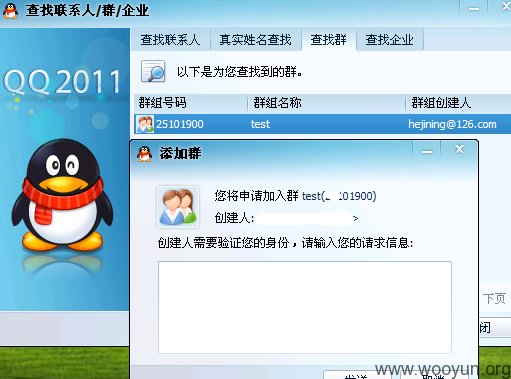 查找联系人/群/企业
查找联系人 真实姓名查找 查找群 查找企业
QQ2011
以下是为您查找到的群。
群组号码 群组名称 群组创建人
25101900 test hejining@126.com
添加群
您将申请加入群 test( 101900)
创建人: >
创建人需要验证您的身份，请输入您的请求信息:
下页
闭
发送 取消
www.wooyun.org